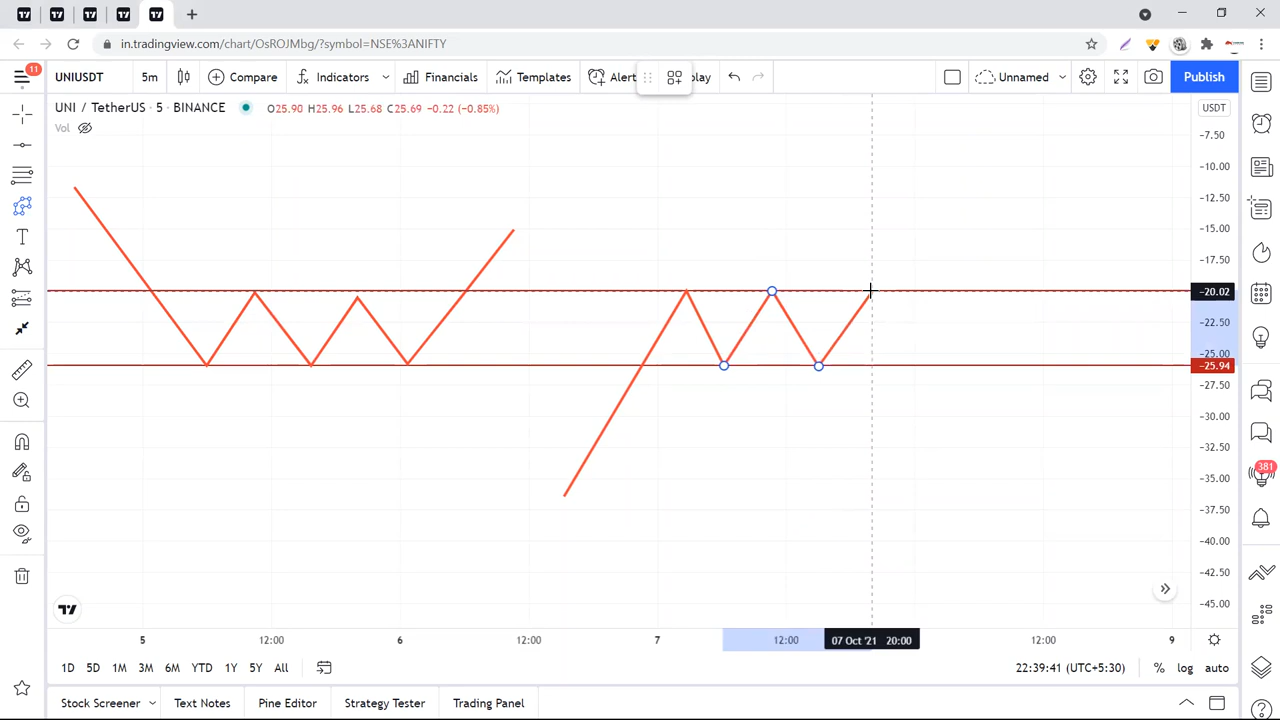 in.tradingview.com/chart/OsROJMbg/?symbol=NSE%3ANIFTY
11
UNIUSDT
5m
Compare
Indicators
Financials
Templates
Alert
play
Unnamed
Publish
UNI / TetherUS · 5 · BINANCE
O25.90 H25.96 L25.68 C25.69 −0.22 (−0.85%)
USDT
Vol
−7.50
−10.00
−12.50
−15.00
−17.50
−20.02
−22.50
−25.00
−25.94
−27.50
−30.00
−32.50
−35.00
−37.50
−40.00
−42.50
−45.00
381
5
12:00
6
12:00
7
12:00
07 Oct '21 20:00
12:00
9
1D 5D 1M 3M 6M YTD 1Y 5Y All
22:39:41 (UTC+5:30)
% log auto
Stock Screener
Text Notes
Pine Editor
Strategy Tester
Trading Panel